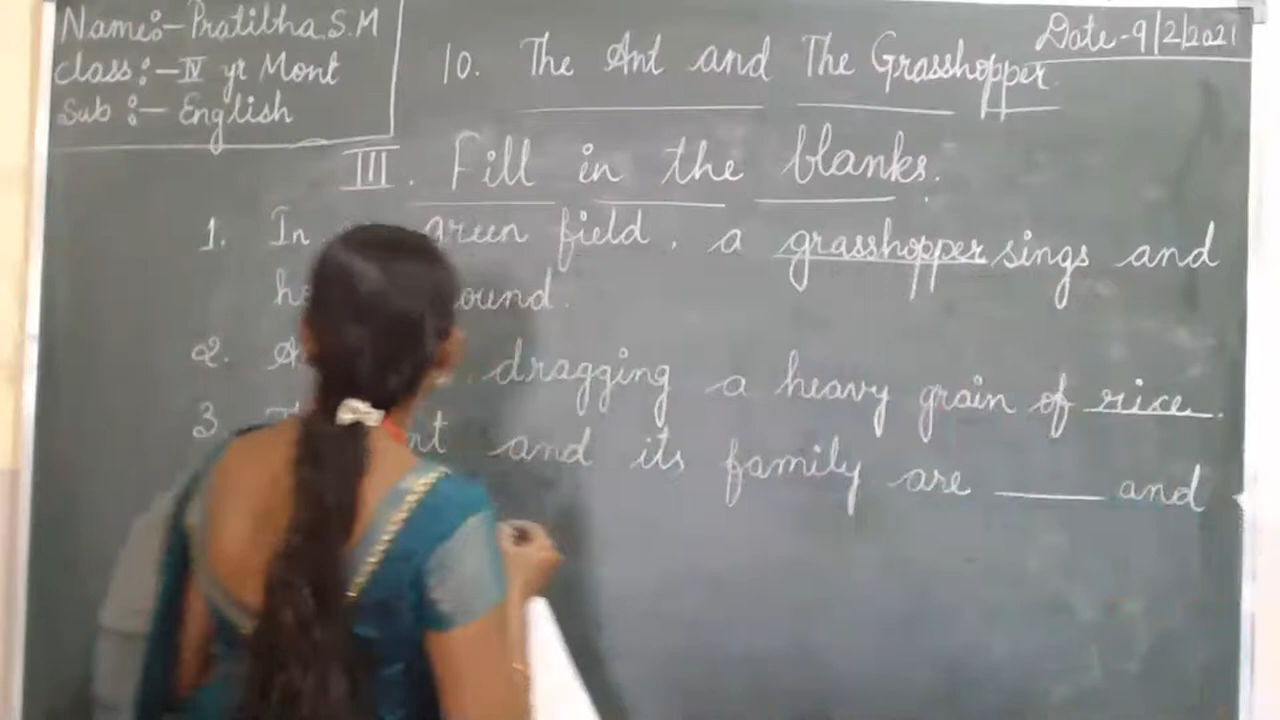 Name:- Pratibha.S.M
Class:- IV yr Mont
Sub :- English
Date-9/2/2021
10. The Ant and The Grasshopper
III. Fill in the blanks.
1. In green field, a grasshopper sings and
ound.
2. dragging a heavy grain of rice.
3. and its family are ____ and